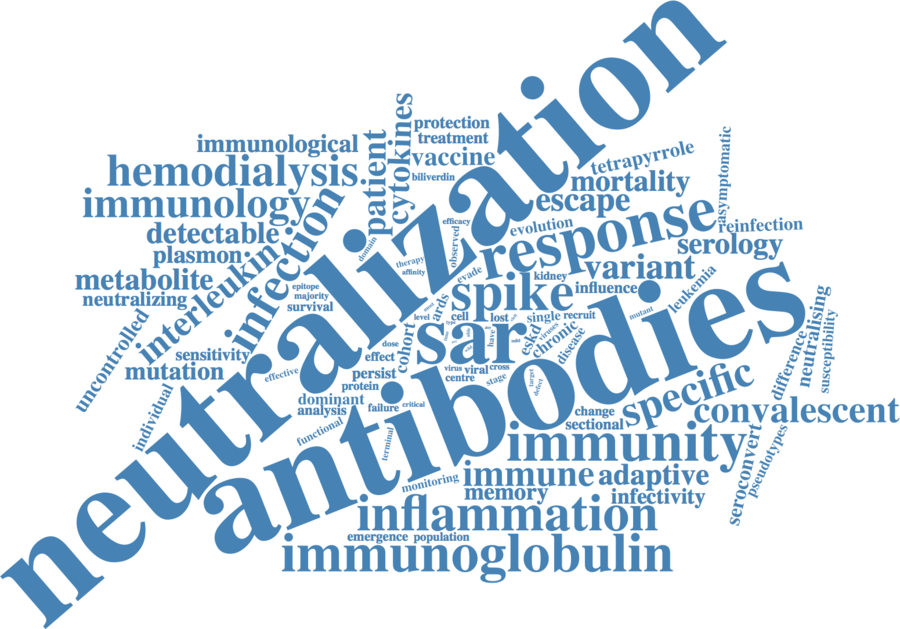 neutralization
antibodies
immunological
hemodialysis
immunology
detectable
plasmon
metabolite
neutralizing
interleukin
infection
uncontrolled
sensitivity
mutation
individual
patient
cytokines
protection
treatment
vaccine
biliverdin
tetrapyrrole
mortality
escape
asymptomatic
efficacy
evolution
response
reinfection
serology
domain
observed
therapy
affinity
evade
kidney
variant
influence
leukemia
epitope
majority
survival
spike
ards
level
cell
lost
single
recruit
mutant
sar
have
eskd
viruses
chronic
disease
dose
effect
cohort
effective
persist
protein
virus
viral
cross
centre
stage
target
defect
dominant
analysis
failure
critical
functional
terminal
change
sectional
specific
difference
neutralising
susceptibility
convalescent
immunity
seroconvert
pseudotypes
monitoring
immune
adaptive
memory
infectivity
inflammation
emergence
population
immunoglobulin